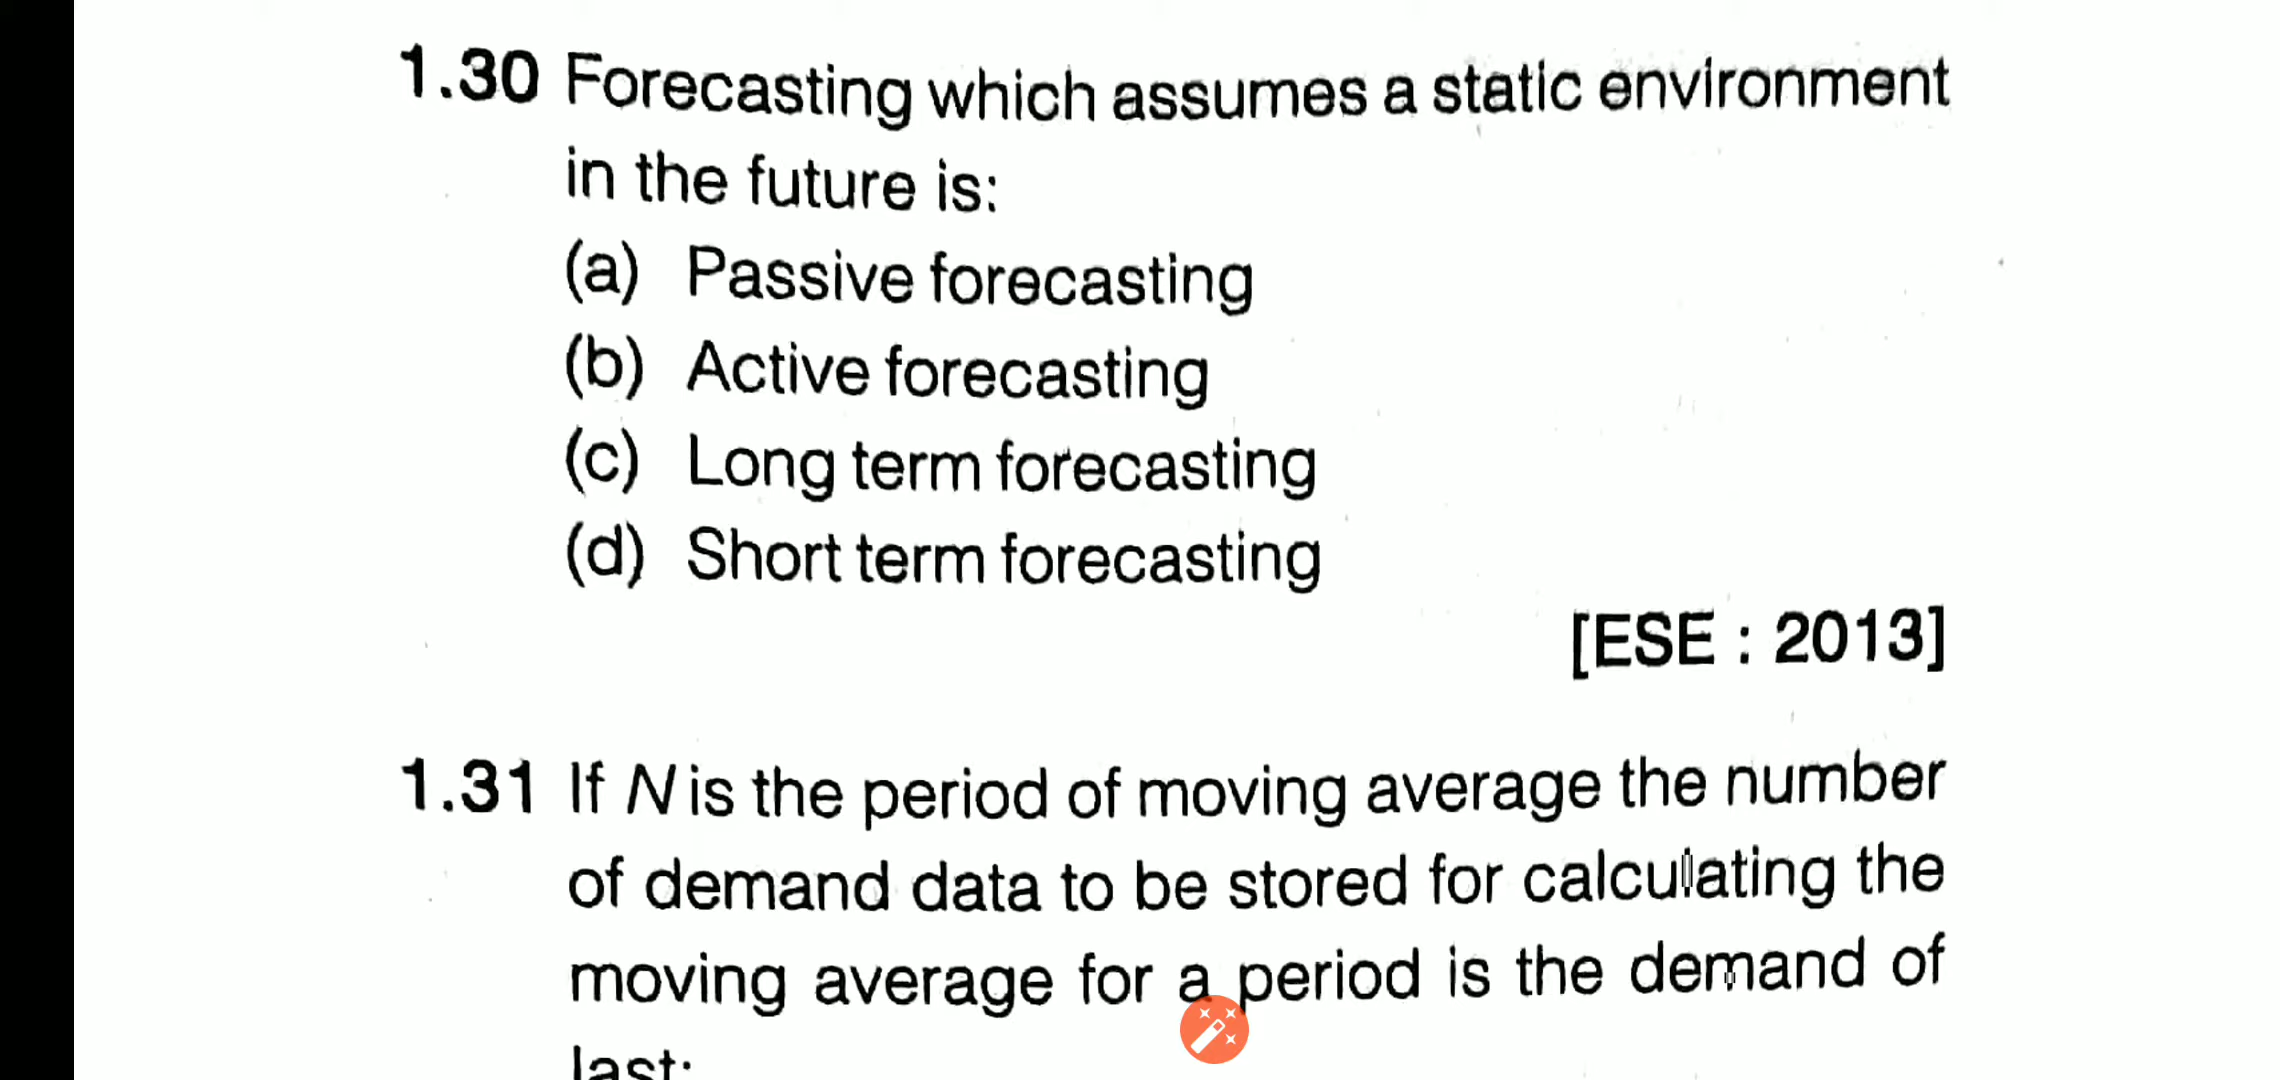 1.30 Forecasting which assumes a static environment
in the future is:
(a) Passive forecasting
(b) Active forecasting
(c) Long term forecasting
(d) Short term forecasting
[ESE : 2013]
1.31 If N is the period of moving average the number
of demand data to be stored for calculating the
moving average for a period is the demand of
last: